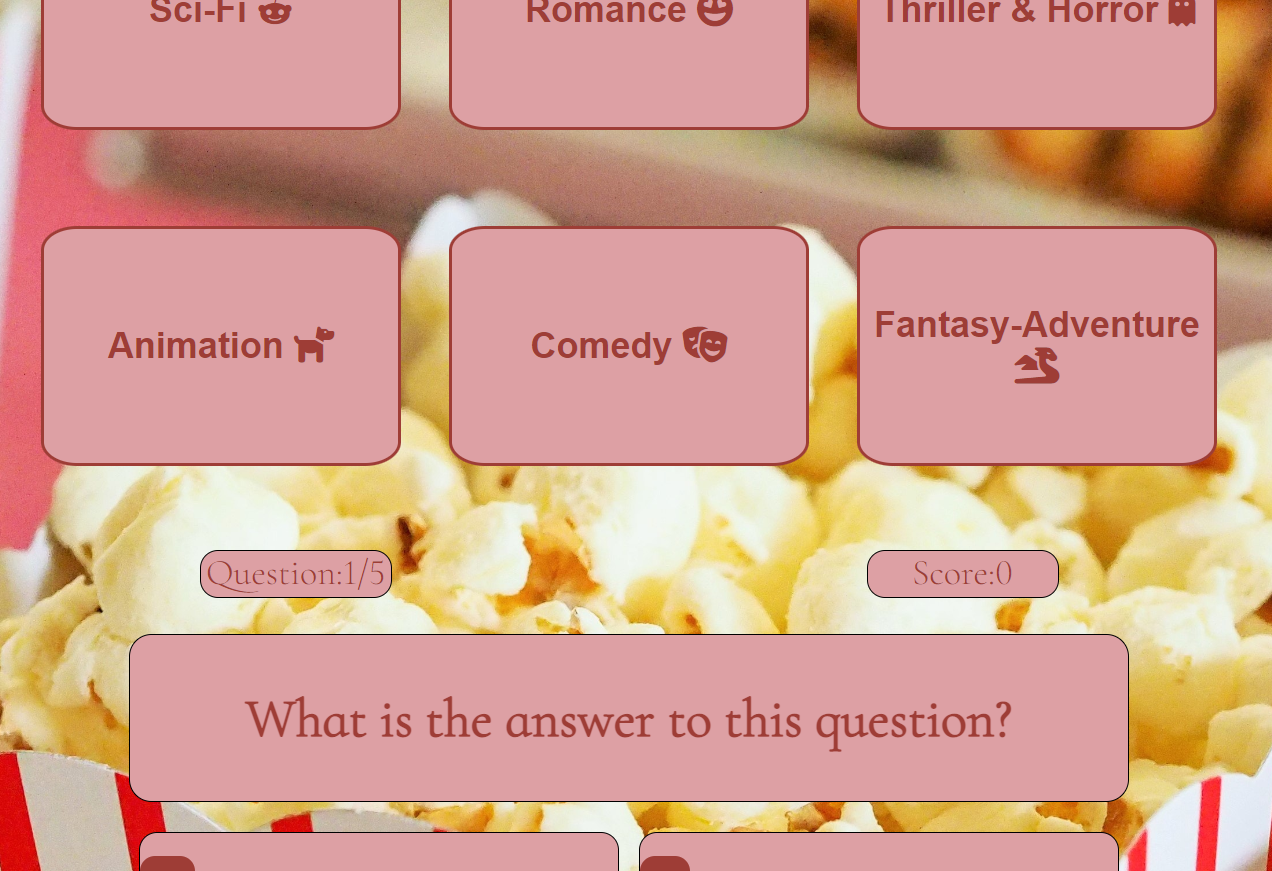 Sci-Fi
Romance
Thriller & Horror
Animation
Comedy
Fantasy-Adventure
Question:1/5
Score:0
What is the answer to this question?